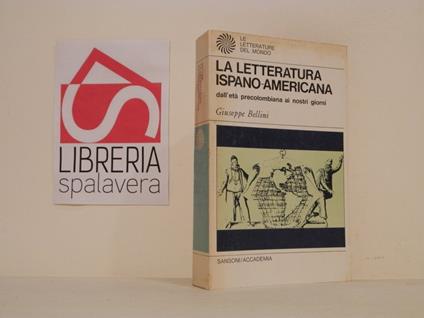 LIBRERIA
spalavera
LE
LETTERATURE
DEL MONDO
LA LETTERATURA
ISPANO-AMERICANA
dall'età precolombiana ai nostri giorni
Giuseppe Bellini
SANSONI/ACCADEMIA